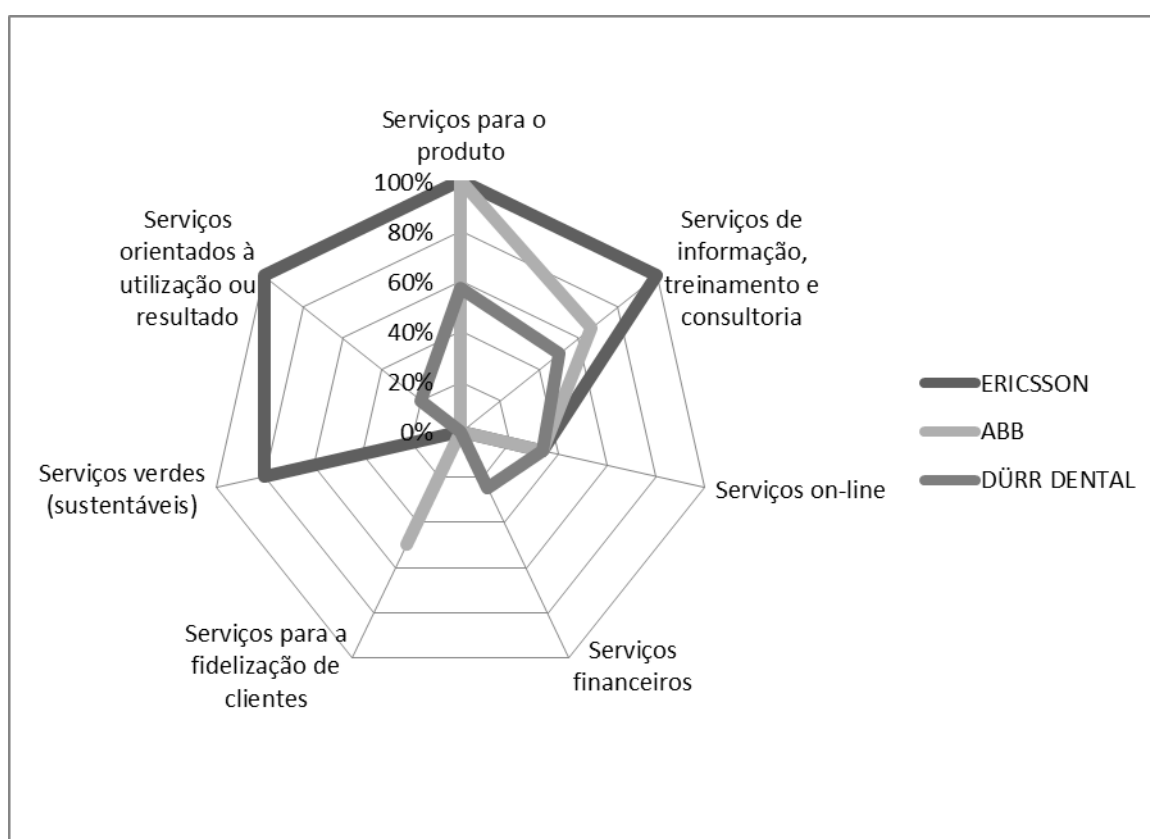 Serviços para o
produto
100%
80%
60%
40%
20%
0%
Serviços de
informação,
treinamento e
consultoria
Serviços on-line
Serviços
financeiros
Serviços para a
fidelização de
clientes
Serviços verdes
(sustentáveis)
Serviços
orientados à
utilização ou
resultado
ERICSSON
ABB
DÜRR DENTAL